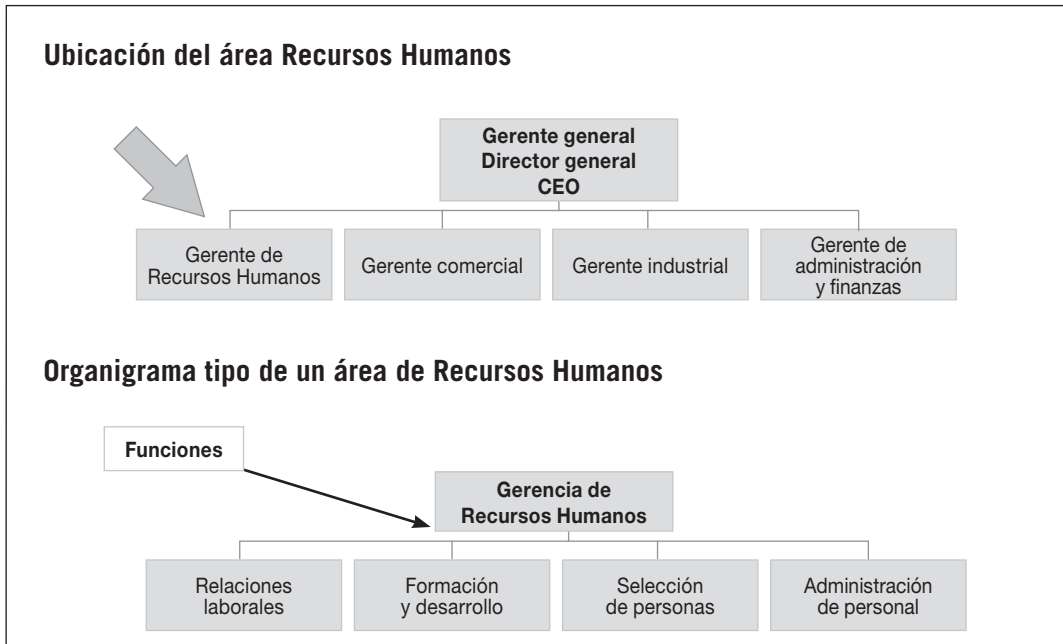 Ubicación del área Recursos Humanos
Gerente general
Director general
CEO
Gerente de
Recursos Humanos
Gerente comercial
Gerente industrial
Gerente de
administración
y finanzas
Organigrama tipo de un área de Recursos Humanos
Funciones
Gerencia de
Recursos Humanos
Relaciones
laborales
Formación
y desarrollo
Selección
de personas
Administración
de personal